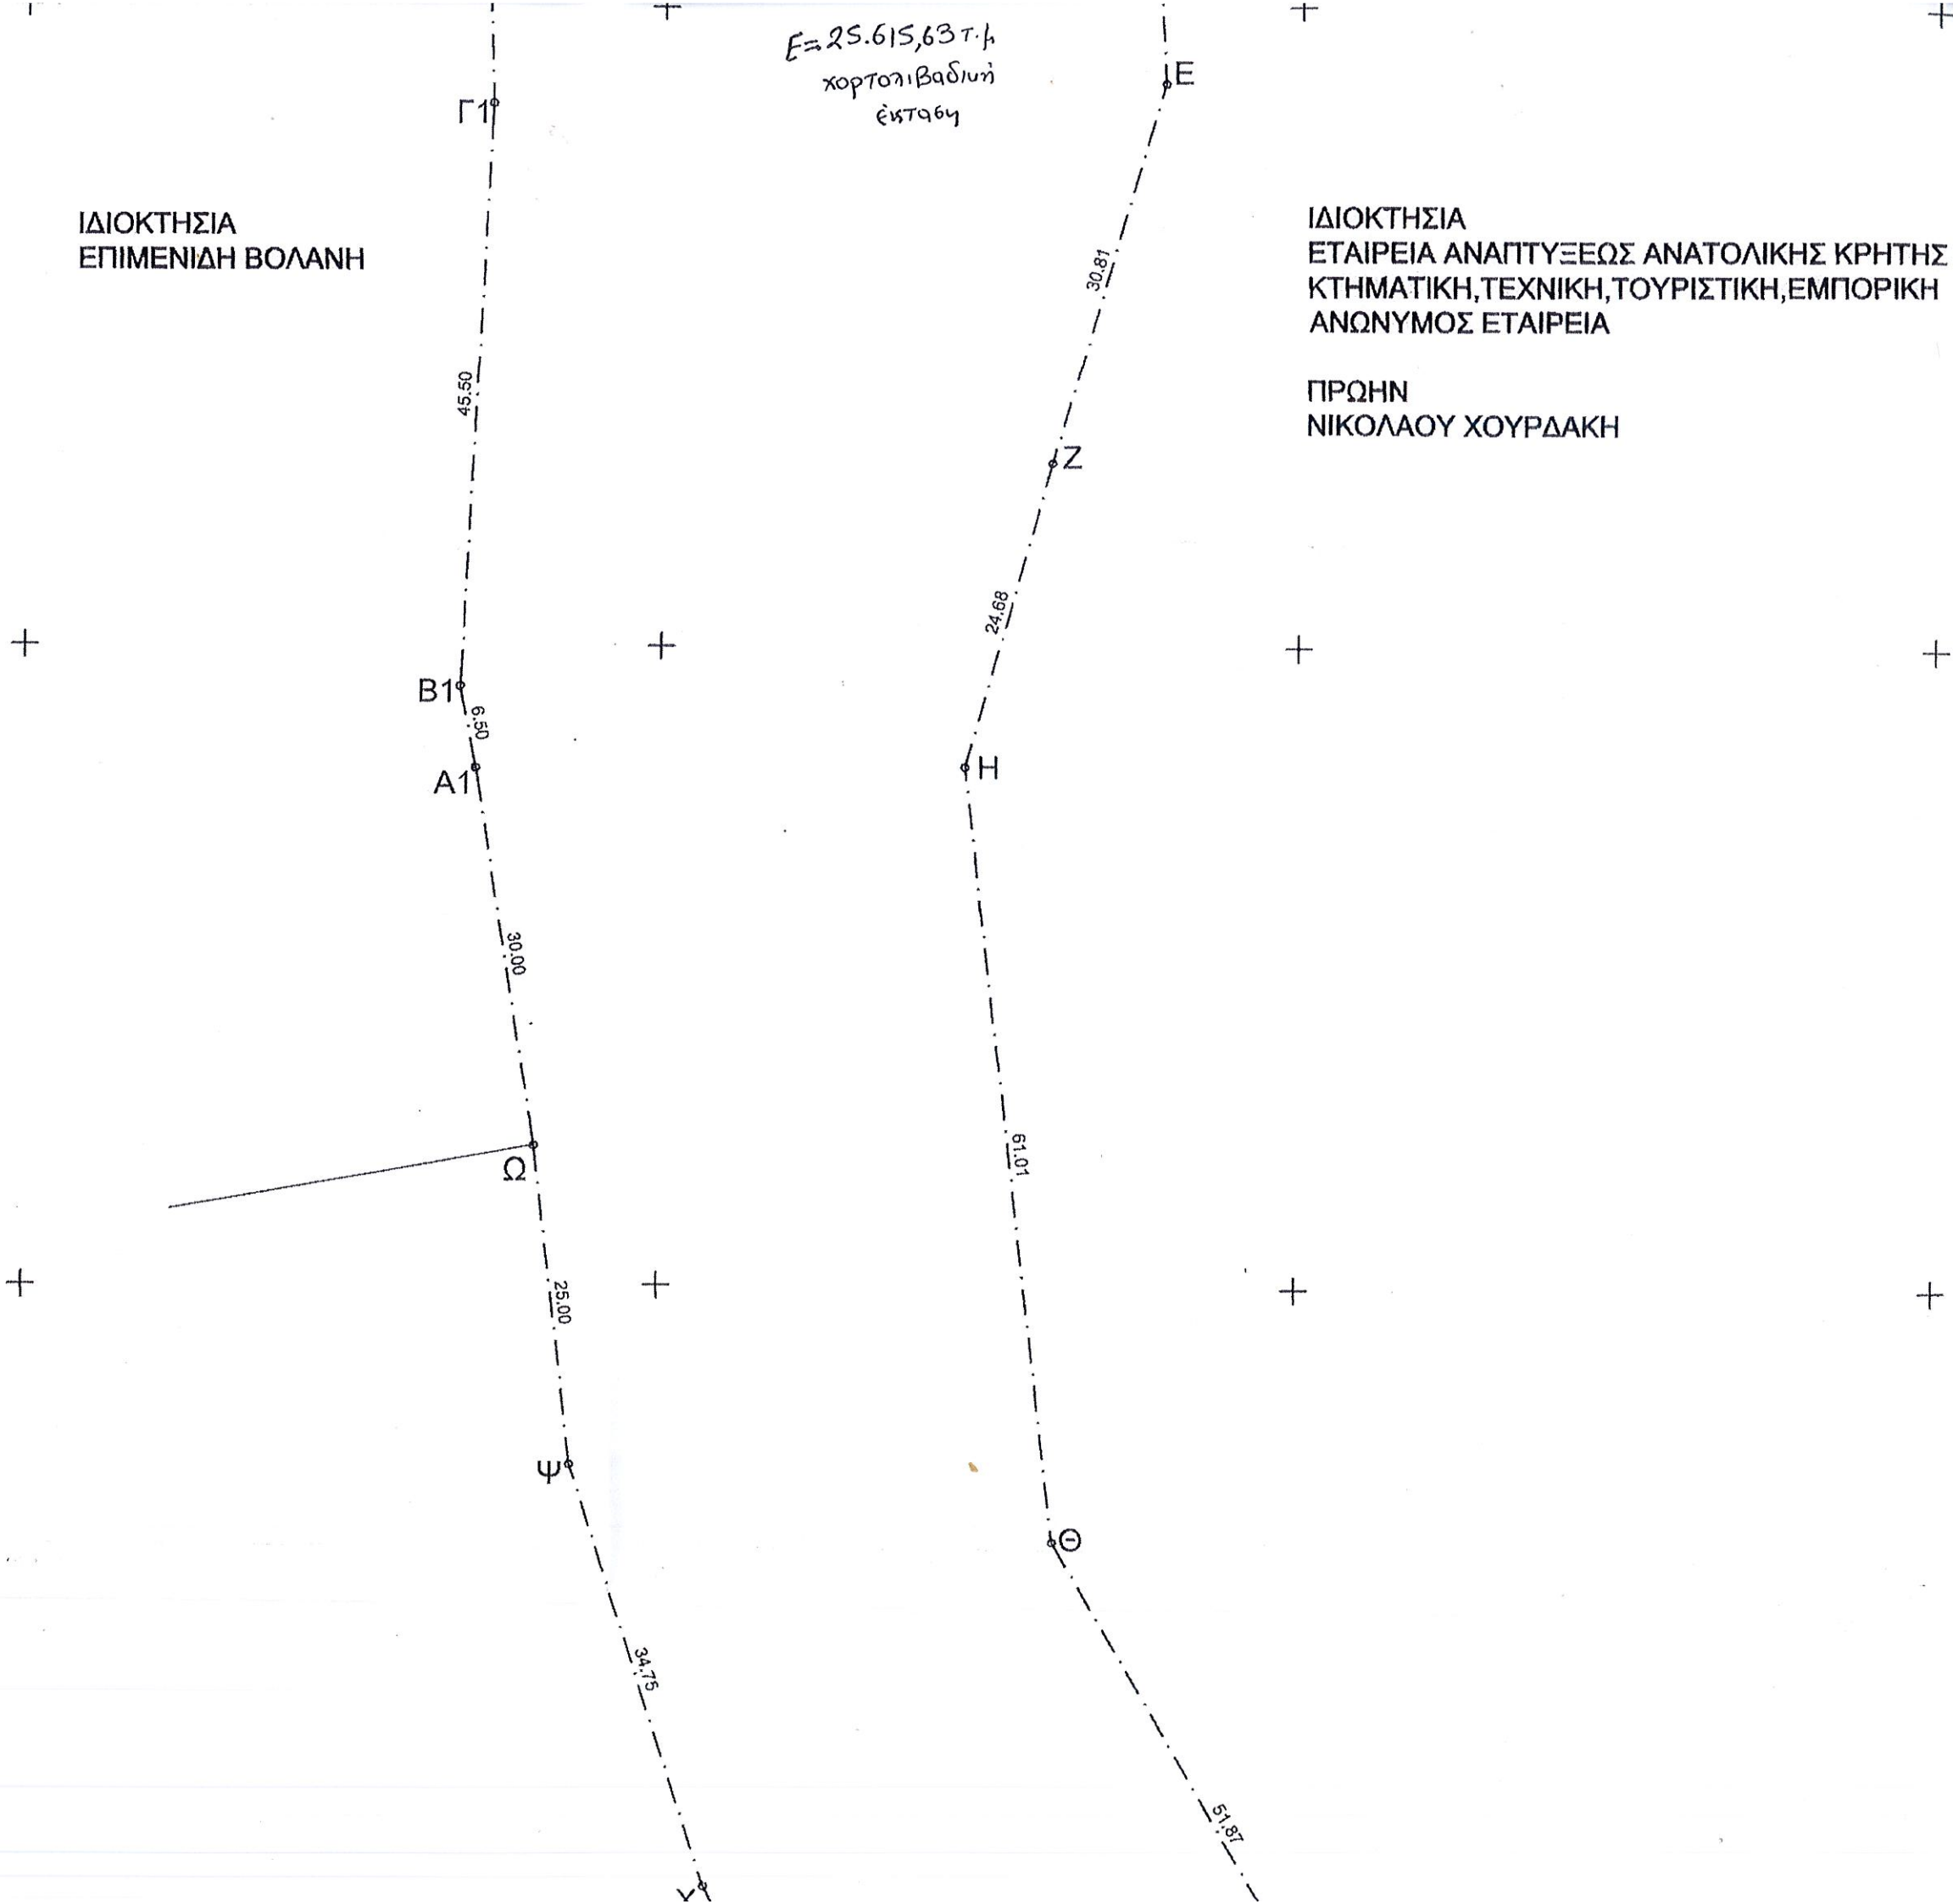 Ε=25.615,63 τ.μ
χορτολιβαδική
έκταση
Ε
Γ1
ΙΔΙΟΚΤΗΣΙΑ
ΕΠΙΜΕΝΙΔΗ ΒΟΛΑΝΗ
ΙΔΙΟΚΤΗΣΙΑ
ΕΤΑΙΡΕΙΑ ΑΝΑΠΤΥΞΕΩΣ ΑΝΑΤΟΛΙΚΗΣ ΚΡΗΤΗΣ
ΚΤΗΜΑΤΙΚΗ,ΤΕΧΝΙΚΗ,ΤΟΥΡΙΣΤΙΚΗ,ΕΜΠΟΡΙΚΗ
ΑΝΩΝΥΜΟΣ ΕΤΑΙΡΕΙΑ
30.81
45.50
ΠΡΩΗΝ
ΝΙΚΟΛΑΟΥ ΧΟΥΡΔΑΚΗ
Ζ
24.68
Β1
6.50
Α1
Η
30.00
61.01
Ω
25.00
Ψ
Θ
34.75
51.87